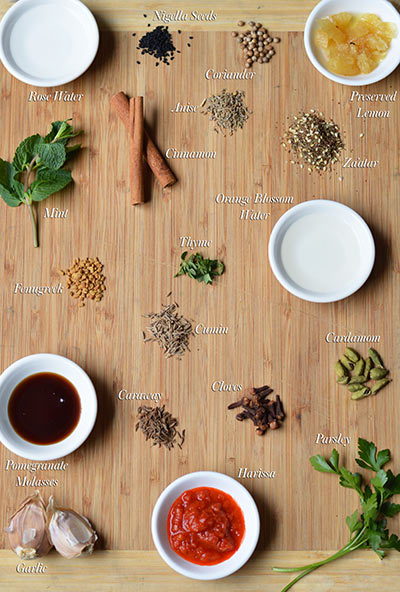 Nigella Seeds
Coriander
Rose Water
Anise
Preserved
Lemon
Cinnamon
Zaatar
Orange Blossom
Water
Mint
Thyme
Fenugreek
Cumin
Cardamom
Caraway
Cloves
Parsley
Pomegranate
Molasses
Harissa
Garlic